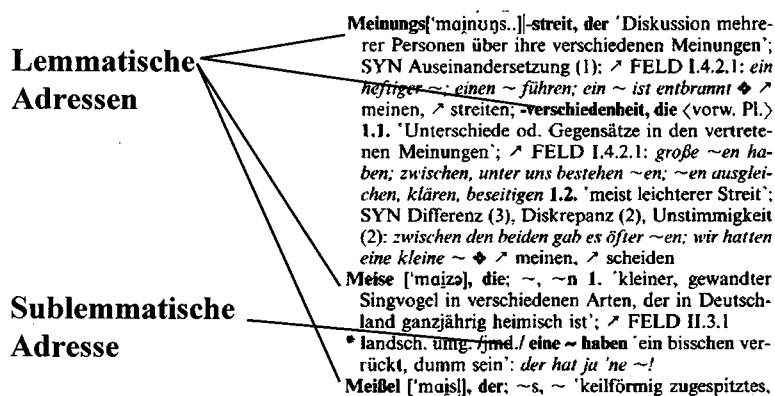 Lemmatische
Adressen
Sublemmatische
Adresse
Meinungs['mai̯nʊŋs..]|-streit, der 'Diskussion mehre-
rer Personen über ihre verschiedenen Meinungen';
SYN Auseinandersetzung (1); ↗ FELD I.4.2.1: ein
heftiger ~; einen ~ führen; ein ~ ist entbrannt ❖ ↗
meinen, ↗ streiten; -verschiedenheit, die ⟨vorw. Pl.⟩
1.1. 'Unterschiede od. Gegensätze in den vertrete-
nen Meinungen'; ↗ FELD I.4.2.1: große ~en ha-
ben; zwischen, unter uns bestehen ~en; ~en ausglei-
chen, klären, beseitigen 1.2. 'meist leichterer Streit';
SYN Differenz (3), Diskrepanz (2), Unstimmigkeit
(2): zwischen den beiden gab es öfter ~en; wir hatten
eine kleine ~ ❖ ↗ meinen, ↗ scheiden
Meise ['mai̯zə], die; ~, ~n 1. 'kleiner, gewandter
Singvogel in verschiedenen Arten, der in Deutsch-
land ganzjährig heimisch ist'; ↗ FELD II.3.1
* landsch. umg. /jmd./ eine ~ haben 'ein bisschen ver-
rückt, dumm sein': der hat ja 'ne ~!
Meißel ['mai̯sl̩], der; ~s, ~ 'keilförmig zugespitztes,